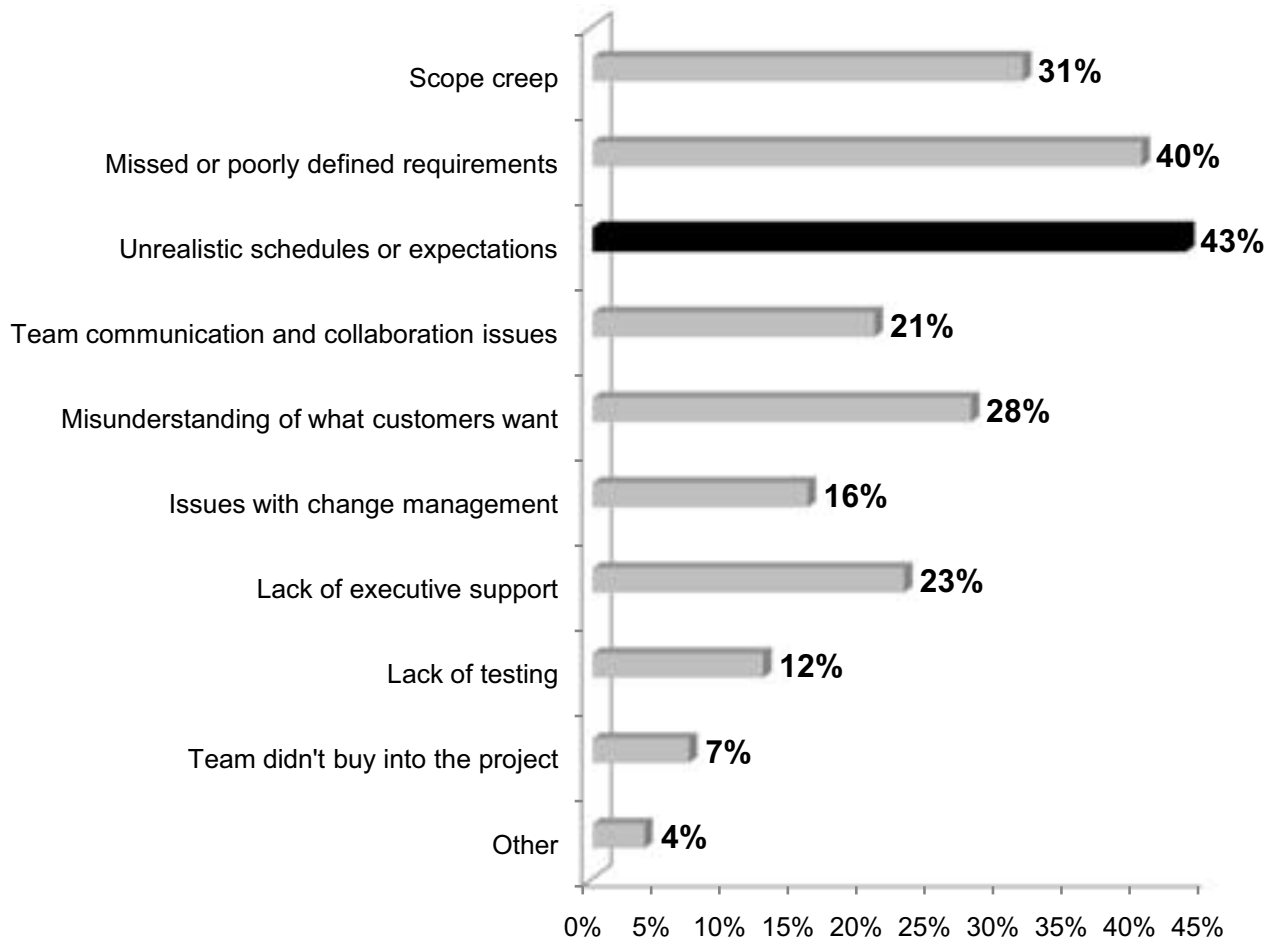 Scope creep 31%
Missed or poorly defined requirements 40%
Unrealistic schedules or expectations 43%
Team communication and collaboration issues 21%
Misunderstanding of what customers want 28%
Issues with change management 16%
Lack of executive support 23%
Lack of testing 12%
Team didn't buy into the project 7%
Other 4%
0% 5% 10% 15% 20% 25% 30% 35% 40% 45%